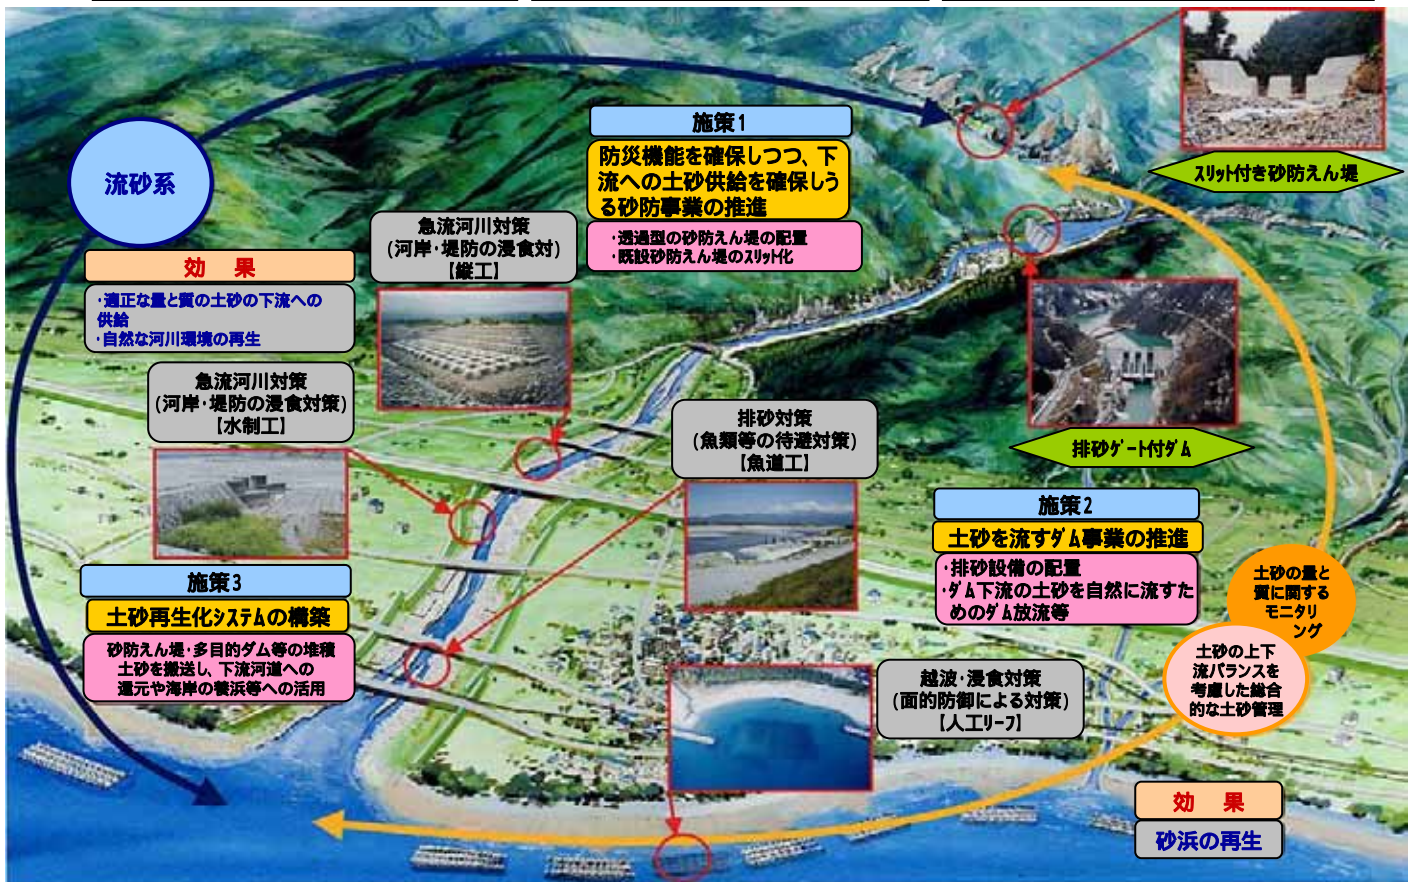 流砂系
効　果
・適正な量と質の土砂の下流への
供給
・自然な河川環境の再生
急流河川対策
(河岸・堤防の浸食対)
【縦工】
施策1
防災機能を確保しつつ、下
流への土砂供給を確保しう
る砂防事業の推進
・透過型の砂防えん堤の配置
・既設砂防えん堤のｽﾘｯﾄ化
ｽﾘｯﾄ付き砂防えん堤
急流河川対策
(河岸・堤防の浸食対策)
【水制工】
排砂対策
(魚類等の待避対策)
【魚道工】
排砂ｹﾞｰﾄ付ﾀﾞﾑ
施策2
土砂を流すﾀﾞﾑ事業の推進
・排砂設備の配置
・ﾀﾞﾑ下流の土砂を自然に流すた
めのﾀﾞﾑ放流等
施策3
土砂再生化ｼｽﾃﾑの構築
砂防えん堤・多目的ダム等の堆積
土砂を搬送し、下流河道への
還元や海岸の養浜等への活用
土砂の量と
質に関する
モニタリ
ング
土砂の上下
流バランスを
考慮した総合
的な土砂管理
越波・浸食対策
(面的防御による対策)
【人工ﾘｰﾌ】
効　果
砂浜の再生